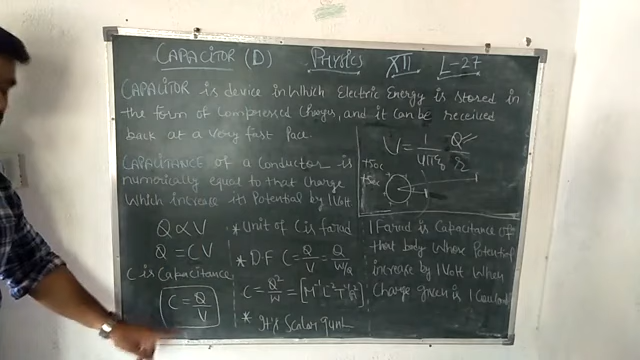 CAPACITOR (D) Physics XII L-27
CAPACITOR is device in Which Electric Energy is stored in
the form of Compressed Charges, and it can be received
back at a very fast pace.
CAPACITANCE of a Conductor is
numerically equal to that Charge
Which increase its Potential by 1 Volt
Q ∝ V
Q = CV
C is Capacitance
C = Q/V
* Unit of C is farad
* D.F C = Q/V = Q/W/Q
C = Q²/W = [M⁻¹L⁻²
* It's Scalar
V = 1/4πε₀ Q/r
+50C
+50C
1 Farad is Capacitance of
that body Whose Potential
increase by 1 Volt When
Charge given is 1 Coulomb